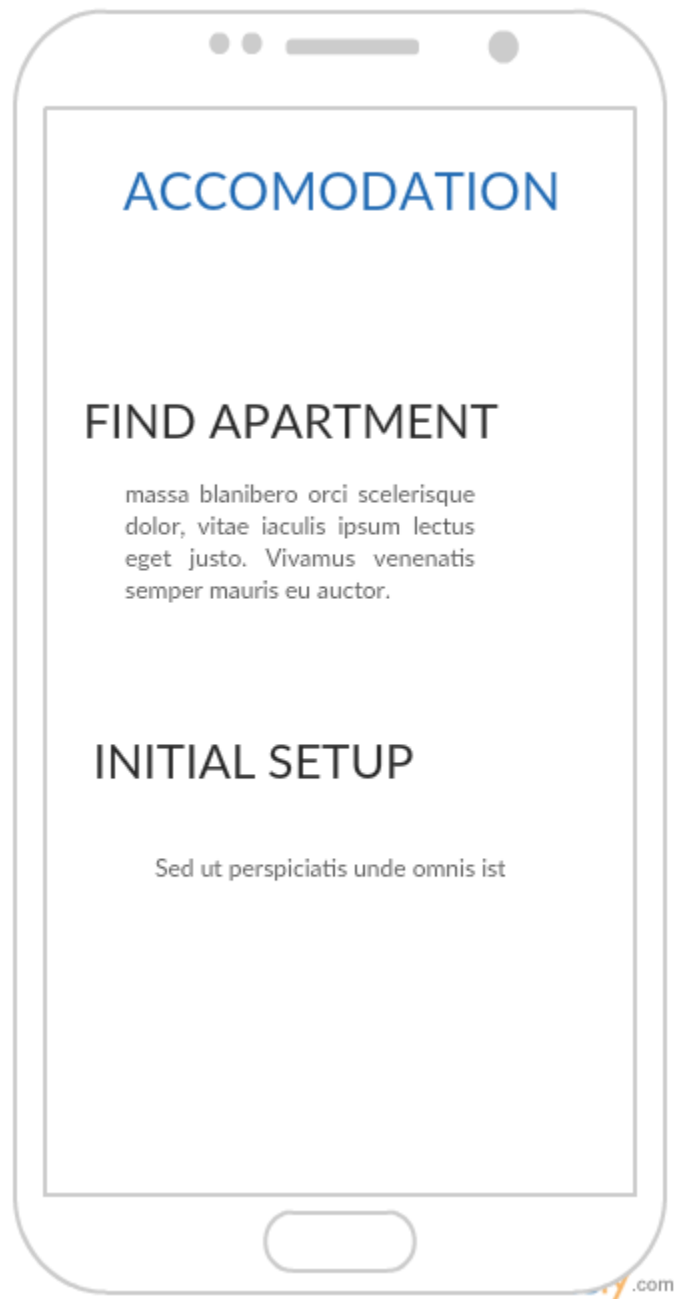 ACCOMODATION
FIND APARTMENT
massa blanibero orci scelerisque
dolor, vitae iaculis ipsum lectus
eget justo. Vivamus venenatis
semper mauris eu auctor.
INITIAL SETUP
Sed ut perspiciatis unde omnis ist
.com